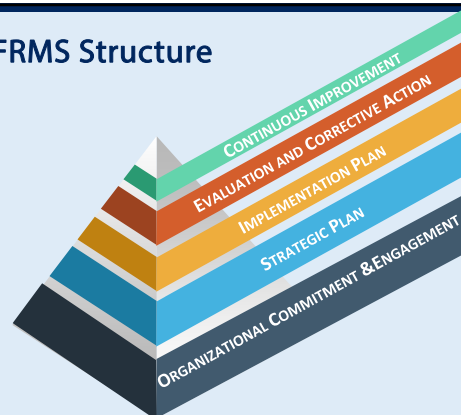 FRMS Structure
CONTINUOUS IMPROVEMENT
EVALUATION AND CORRECTIVE ACTION
IMPLEMENTATION PLAN
STRATEGIC PLAN
ORGANIZATIONAL COMMITMENT & ENGAGEMENT